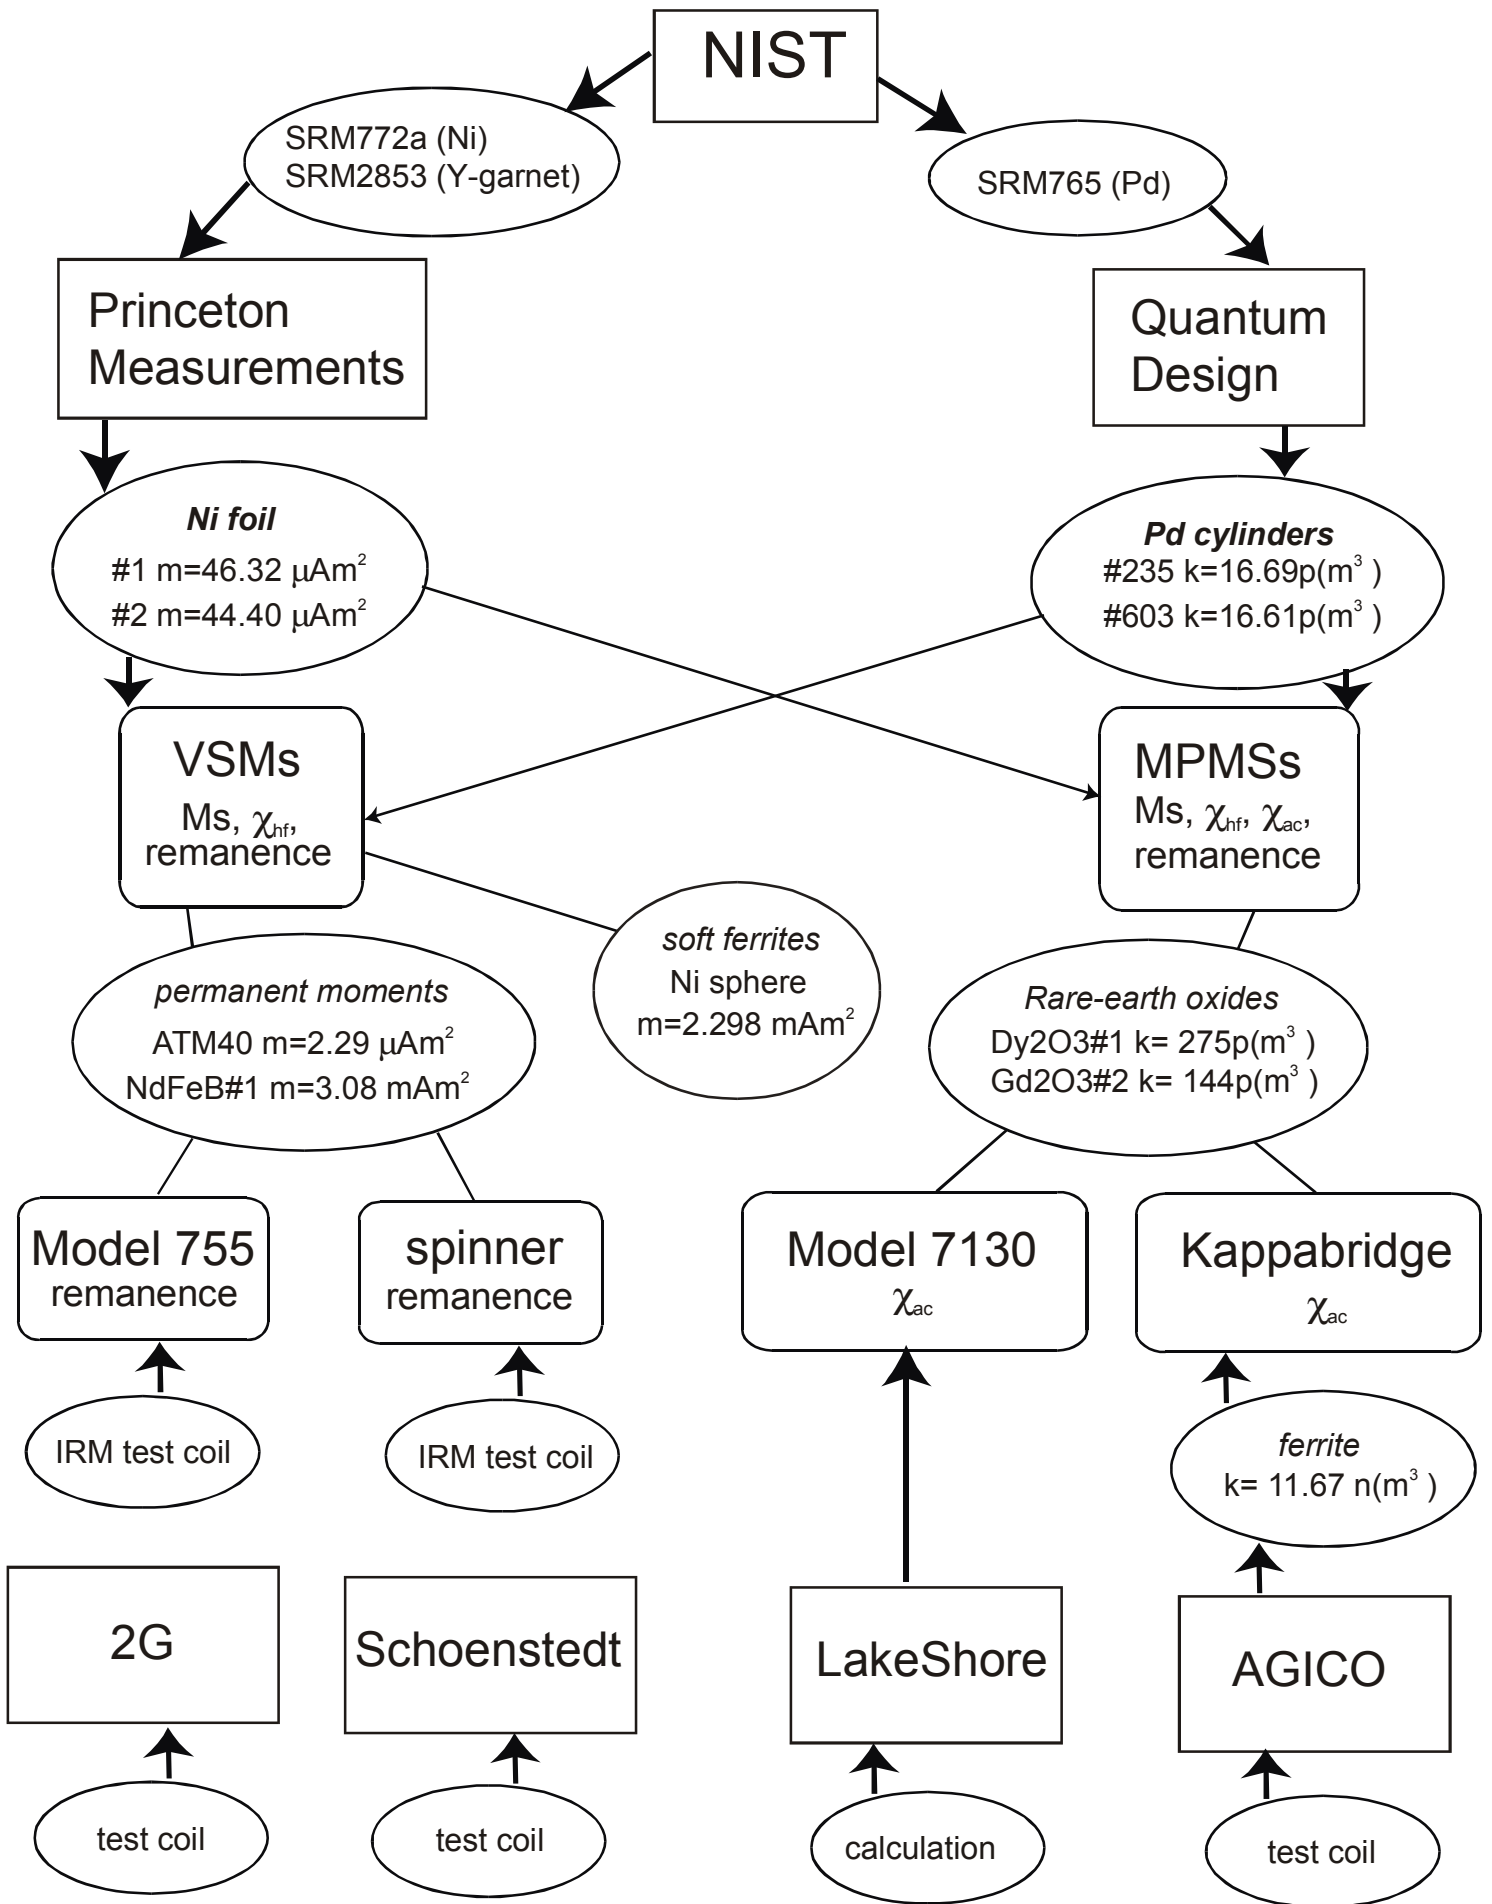 NIST
SRM772a (Ni)
SRM2853 (Y-garnet)
SRM765 (Pd)
Princeton
Measurements
Quantum
Design
Ni foil
#1 m=46.32 μAm²
#2 m=44.40 μAm²
Pd cylinders
#235 k=16.69p(m³ )
#603 k=16.61p(m³ )
VSMs
Ms, χhf,
remanence
MPMSs
Ms, χhf, χac,
remanence
soft ferrites
Ni sphere
m=2.298 mAm²
permanent moments
ATM40 m=2.29 μAm²
NdFeB#1 m=3.08 mAm²
Rare-earth oxides
Dy2O3#1 k= 275p(m³ )
Gd2O3#2 k= 144p(m³ )
Model 755
remanence
spinner
remanence
Model 7130
χac
Kappabridge
χac
IRM test coil
IRM test coil
ferrite
k= 11.67 n(m³ )
2G
Schoenstedt
LakeShore
AGICO
test coil
test coil
calculation
test coil